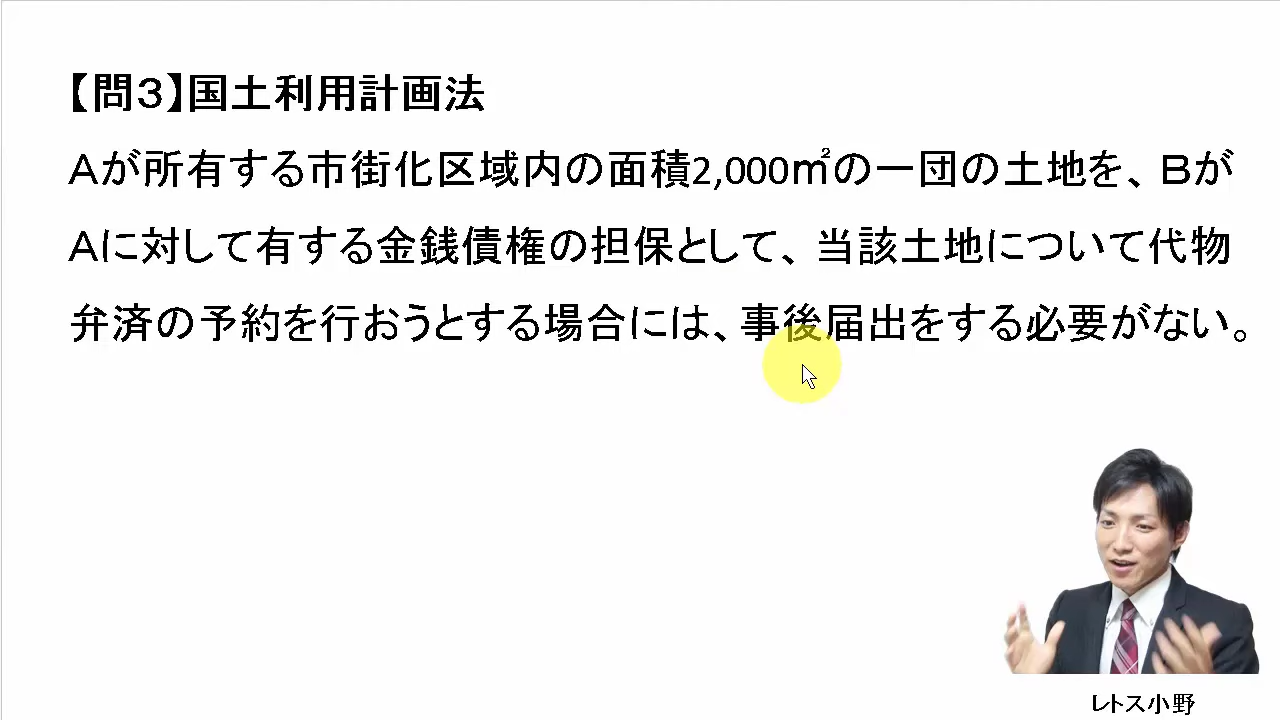 【問３】国土利用計画法
Ａが所有する市街化区域内の面積2,000㎡の一団の土地を、Ｂが
Ａに対して有する金銭債権の担保として、当該土地について代物
弁済の予約を行おうとする場合には、事後届出をする必要がない。
レトス小野